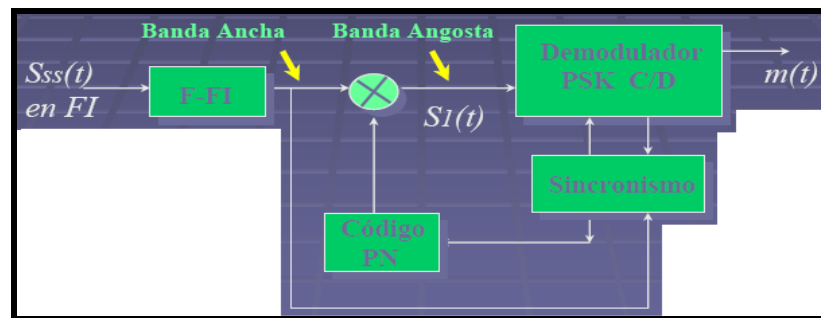 Banda Ancha
Banda Angosta
Sss(t)
en FI
F-FI
S1(t)
Demodulador
PSK C/D
m(t)
Sincronismo
Código
PN